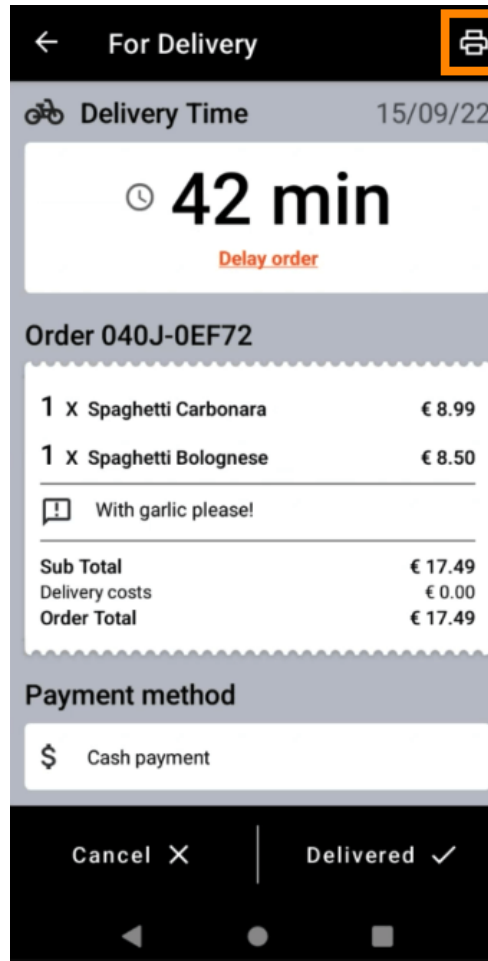 For Delivery
Delivery Time 15/09/22
42 min
Delay order
Order 040J-0EF72
1 X Spaghetti Carbonara € 8.99
1 X Spaghetti Bolognese € 8.50
With garlic please!
Sub Total € 17.49
Delivery costs € 0.00
Order Total € 17.49
Payment method
$ Cash payment
Cancel Delivered